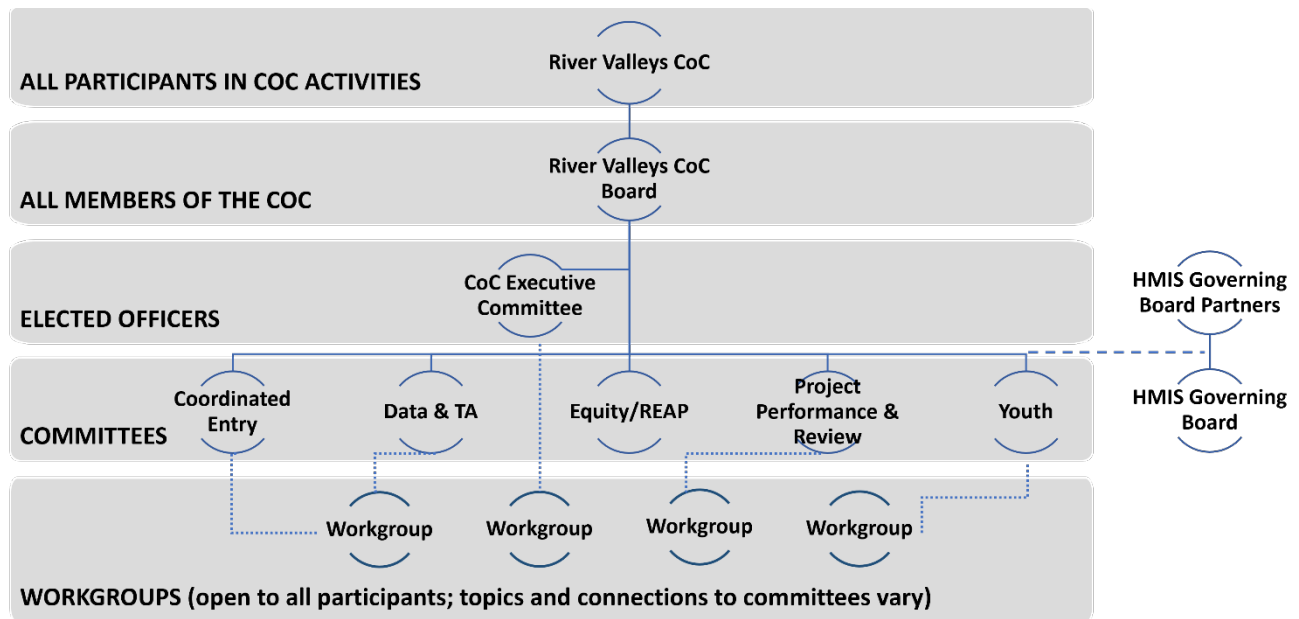 River Valleys CoC
ALL PARTICIPANTS IN COC ACTIVITIES
River Valleys CoC
Board
ALL MEMBERS OF THE COC
CoC Executive
Committee
ELECTED OFFICERS
HMIS Governing
Board Partners
Coordinated
Entry
Data & TA
Equity/REAP
Project
Performance &
Review
Youth
HMIS Governing
Board
COMMITTEES
Workgroup
Workgroup
Workgroup
Workgroup
WORKGROUPS (open to all participants; topics and connections to committees vary)